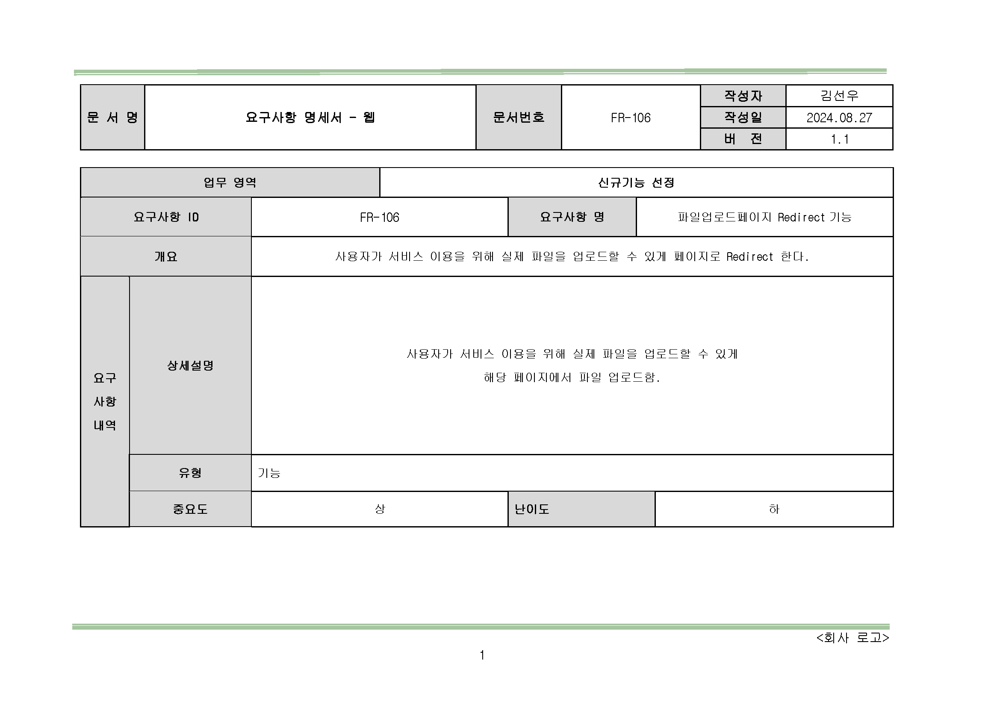 문 서 명 요구사항 명세서 - 웹 문서번호 FR-106 작성자 김선우
작성일 2024.08.27
버 전 1.1
업무 영역 신규기능 선정
요구사항 ID FR-106 요구사항 명 파일업로드페이지 Redirect 기능
개요 사용자가 서비스 이용을 위해 실제 파일을 업로드할 수 있게 페이지로 Redirect 한다.
요구
사항
내역
상세설명
사용자가 서비스 이용을 위해 실제 파일을 업로드할 수 있게
해당 페이지에서 파일 업로드함.
유형 기능
중요도 상 난이도 하
<회사 로고>
1